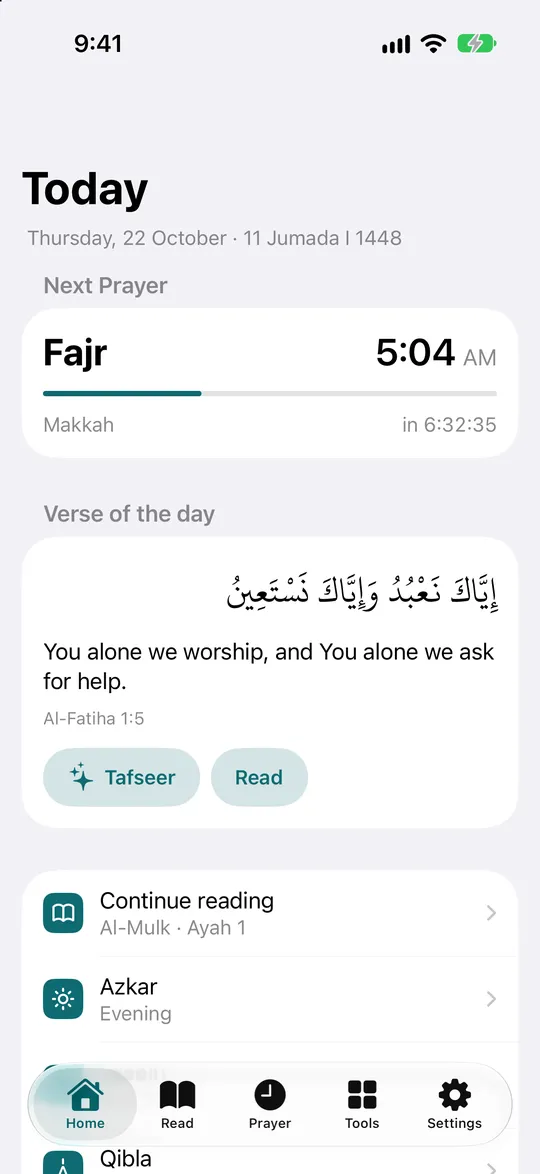 9:41
Today
Thursday, 22 October · 11 Jumada I 1448
Next Prayer
Fajr
5:04 AM
Makkah
in 6:32:35
Verse of the day
إِيَّاكَ نَعْبُدُ وَإِيَّاكَ نَسْتَعِينُ
You alone we worship, and You alone we ask
for help.
Al-Fatiha 1:5
Tafseer
Read
Continue reading
Al-Mulk · Ayah 1
Azkar
Evening
Home
Read
Prayer
Tools
Settings
Qibla